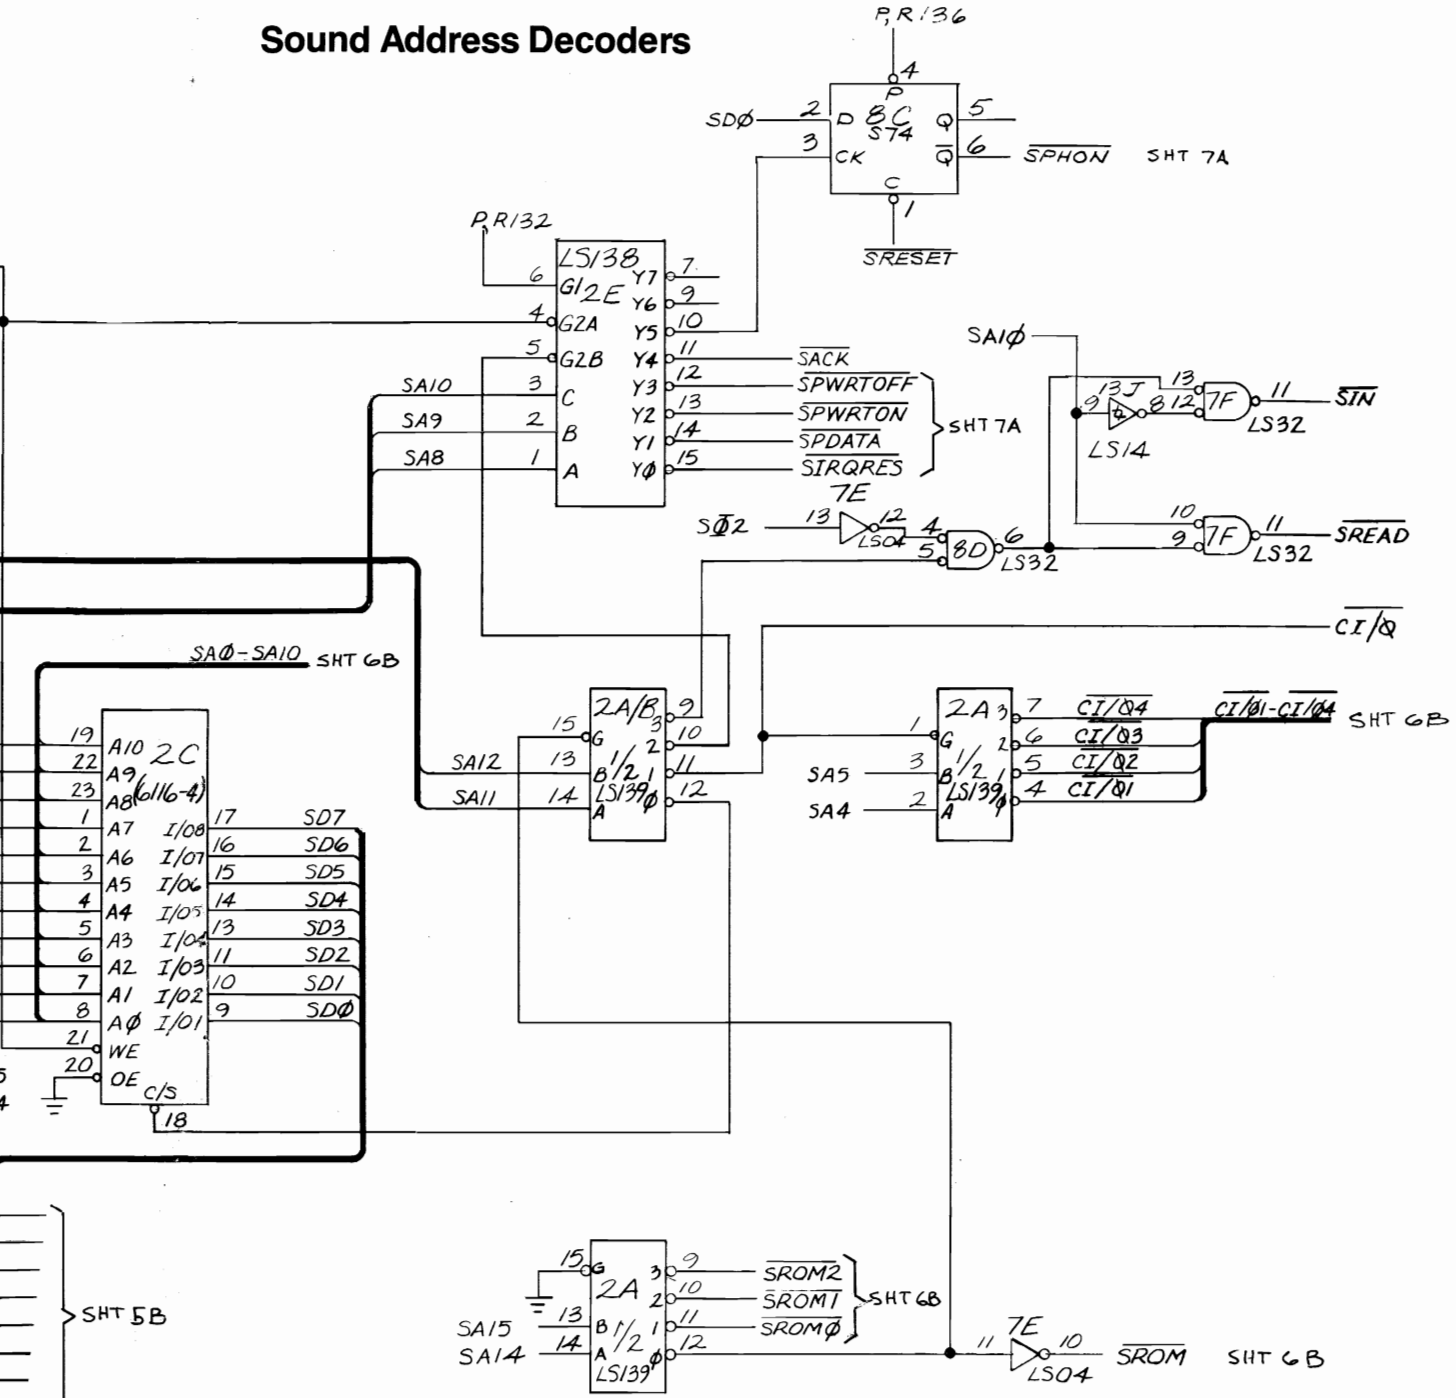 Sound Address Decoders
P,R136
4
P
SDØ 2 D 8C Q 5
S74
3 CK Q 6 SPHON SHT 7A
C
1
SRESET
P,R132
LS138
6 G1 2E Y7 7
Y6 9
4 G2A Y5 10
5 G2B Y4 11 SACK
SA10 3 C Y3 12 SPWRTOFF
SA9 2 B Y2 13 SPWRTON
Y1 14 SPDATA
SA8 1 A YØ 15 SIRQRES
SHT 7A
SA1Ø
9 13J 8
LS14
13
12 7F 11 SIN
LS32
7E
SΦ2 13 12
LS04
4
5 8D 6
LS32
10
9 7F 11 SREAD
LS32
CI/O
SAØ-SA10 SHT 6B
19 A10 2C
22 A9
23 A8 (6116-4)
1 A7 I/O8 17 SD7
2 A6 I/O7 16 SD6
3 A5 I/O6 15 SD5
4 A4 I/O5 14 SD4
5 A3 I/O4 13 SD3
6 A2 I/O3 11 SD2
7 A1 I/O2 10 SD1
8 AØ I/O1 9 SDØ
21 WE
20 OE
C/S
18
5
4
2A/B
15 G 3 9
2 10
SA12 13 B 1/2 1 11
SA11 14 A LS139 Ø 12
2A
1 G 3 7 CI/O4
2 6 CI/O3
SA5 3 B 1/2 1 5 CI/O2
SA4 2 A LS139 Ø 4 CI/O1
CI/O1-CI/O4 SHT 6B
SHT 5B
15 G 3 9 SROM2
2A 2 10 SROM1
SA15 13 B 1/2 1 11 SROMØ
SA14 14 A Ø 12
LS139
SHT 6B
7E
11 10 SROM SHT 6B
LS04